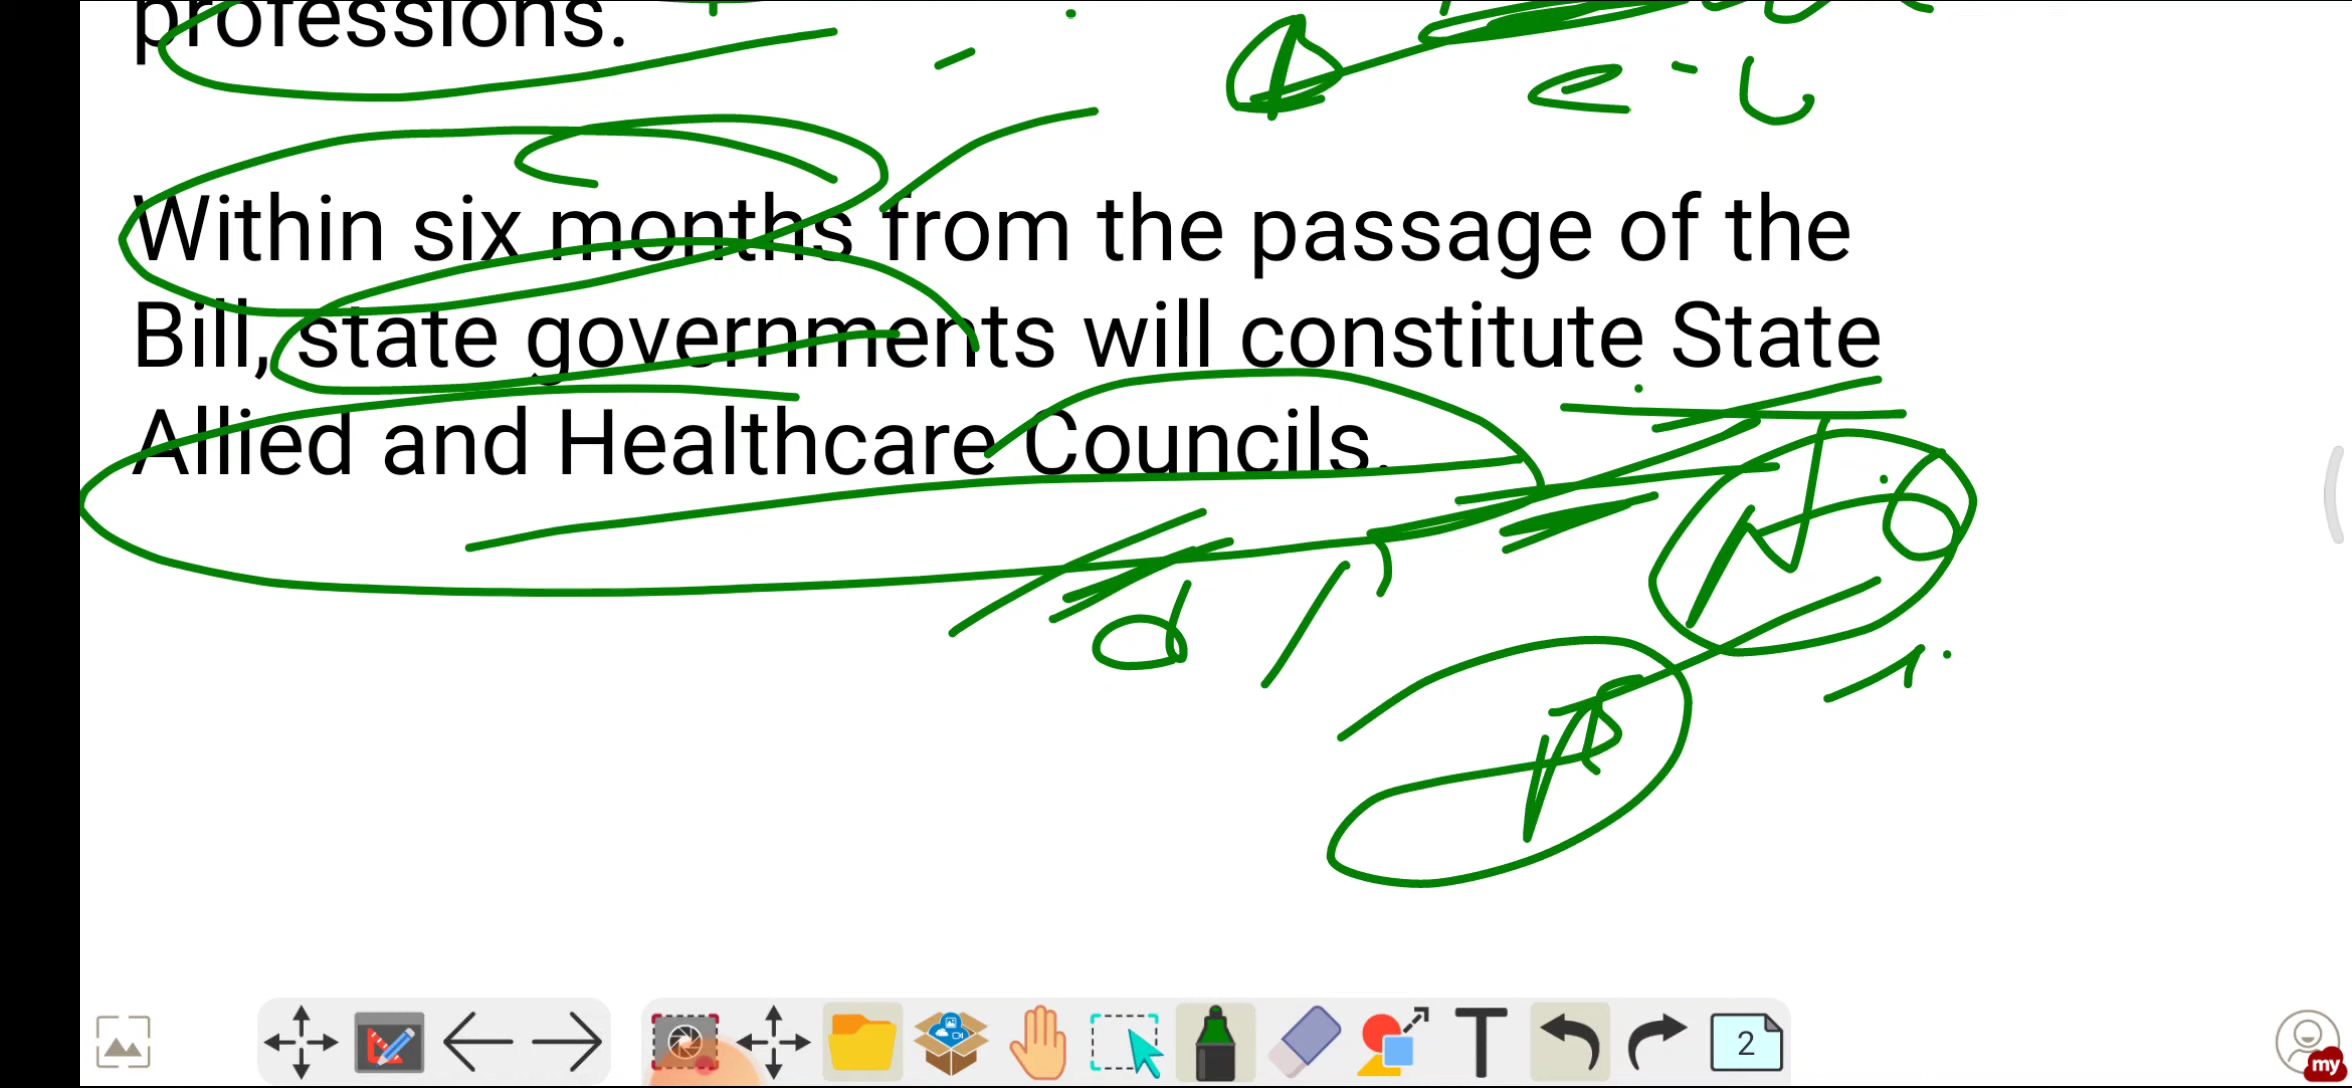 professions.
Within six months from the passage of the
Bill, state governments will constitute State
Allied and Healthcare Councils.
T
2
my